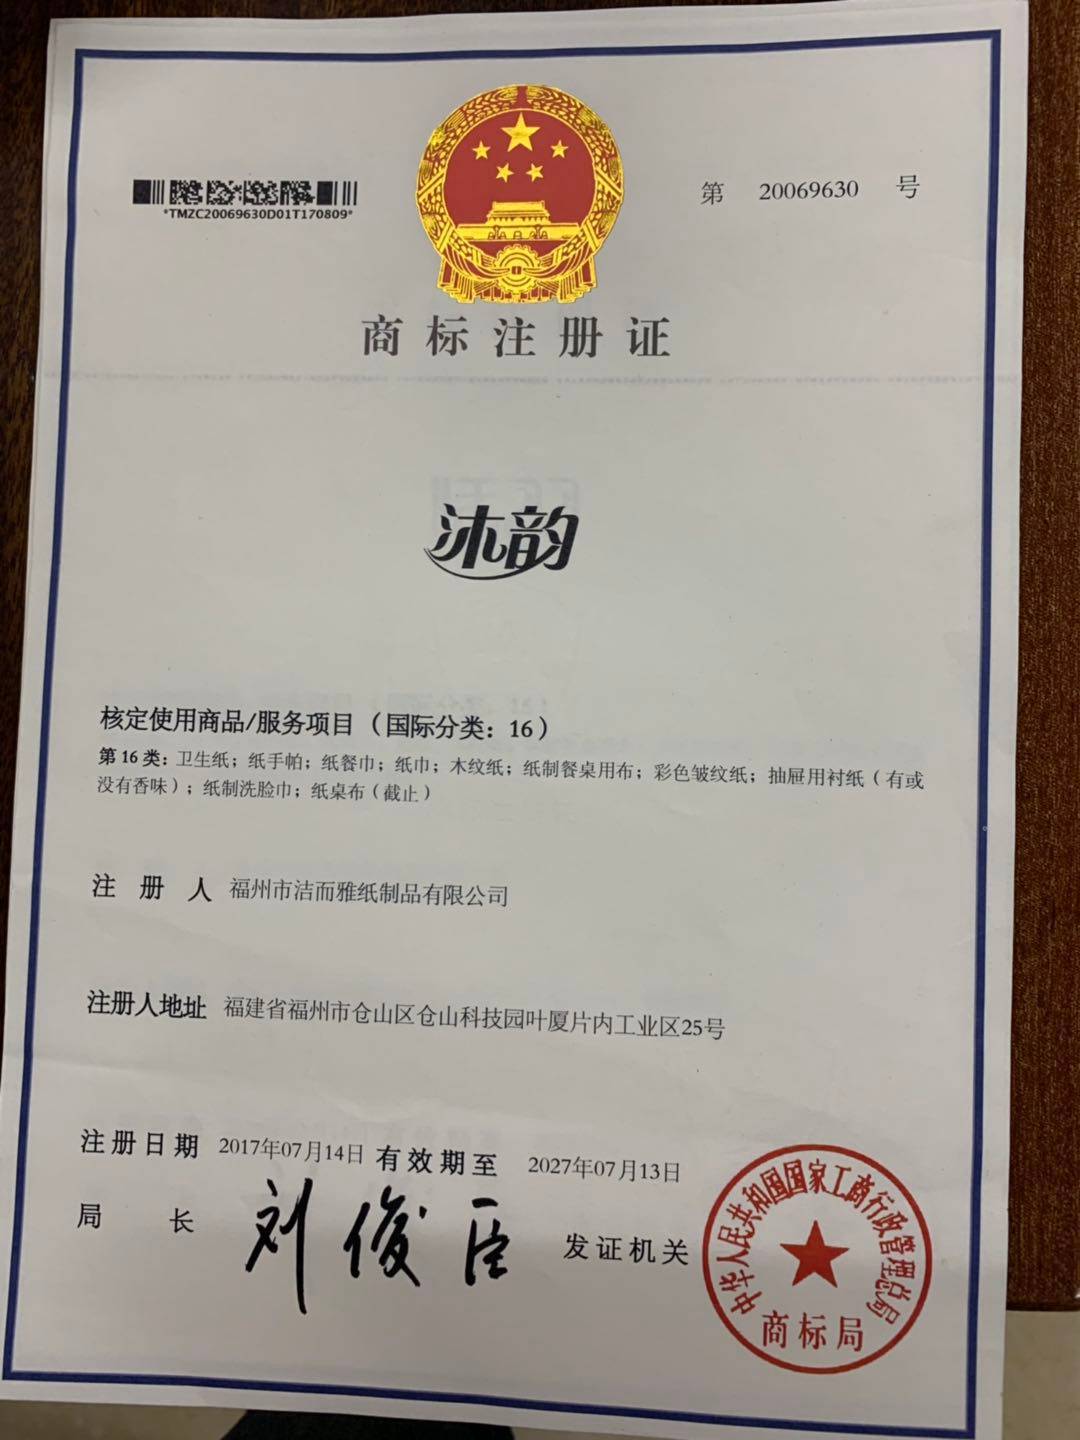 *TMZC20069630D01T170809*
第 20069630 号
商标注册证
沐韵
核定使用商品/服务项目（国际分类：16）
第16类：卫生纸；纸手帕；纸餐巾；纸巾；木纹纸；纸制餐桌用布；彩色皱纹纸；抽屉用衬纸（有或
没有香味）；纸制洗脸巾；纸桌布（截止）
注册人 福州市洁而雅纸制品有限公司
注册人地址 福建省福州市仓山区仓山科技园叶厦片内工业区25号
注册日期 2017年07月14日 有效期至 2027年07月13日
局长 刘俊臣 发证机关
中华人民共和国国家工商行政管理总局
商标局